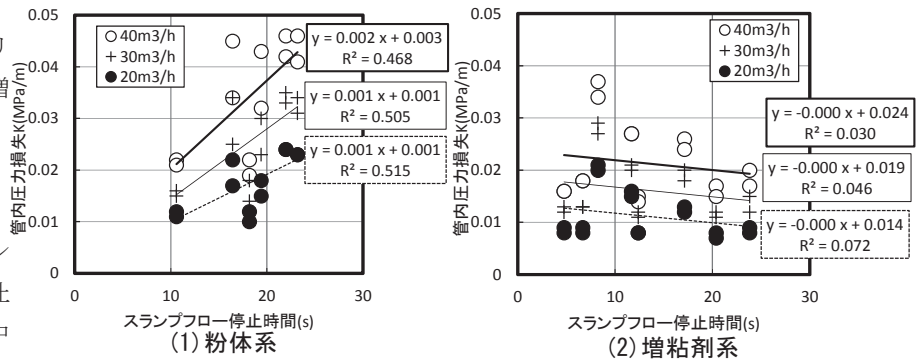 0.05
0.04
0.03
0.02
0.01
0
0
10
20
30
管内圧力損失K(MPa/m)
スランプフロー停止時間(s)
40m3/h
30m3/h
20m3/h
y = 0.002 x + 0.003
R² = 0.468
y = 0.001 x + 0.001
R² = 0.505
y = 0.001 x + 0.001
R² = 0.515
(1) 粉体系
0.05
0.04
0.03
0.02
0.01
0
0
10
20
30
管内圧力損失K(MPa/m)
スランプフロー停止時間(s)
40m3/h
30m3/h
20m3/h
y = -0.000 x + 0.024
R² = 0.030
y = -0.000 x + 0.019
R² = 0.046
y = -0.000 x + 0.014
R² = 0.072
(2) 増粘剤系